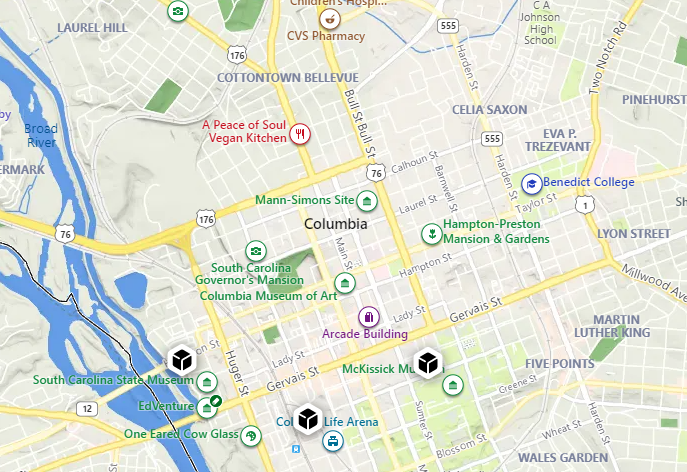 Children's Hospi...
CVS Pharmacy
C A
Johnson
High
School
LAUREL HILL
555
Harden St
Two Notch Rd
COTTONTOWN BELLEVUE
Bull St
Bull St
PINEHURST
CELIA SAXON
A Peace of Soul
Vegan Kitchen
Broad
River
555
EVA P.
TREZEVANT
ERMARK
Calhoun St
76
Barnwell St
Harden St
Benedict College
Mann-Simons Site
Laurel St
Taylor St
1
176
Columbia
Hampton-Preston
Mansion & Gardens
LYON STREET
76
Main St
South Carolina
Governor's Mansion
Hampton St
Millwood Ave
Columbia Museum of Art
Lady St
Gervais St
MARTIN
LUTHER KING
Arcade Building
Huger St
Lady St
FIVE POINTS
South Carolina State Museum
Gervais St
McKissick M
Greene St
12
EdVenture
Sumter St
Wheat St
One Eared Cow Glass
Life Arena
Blossom St
WALES GARDEN